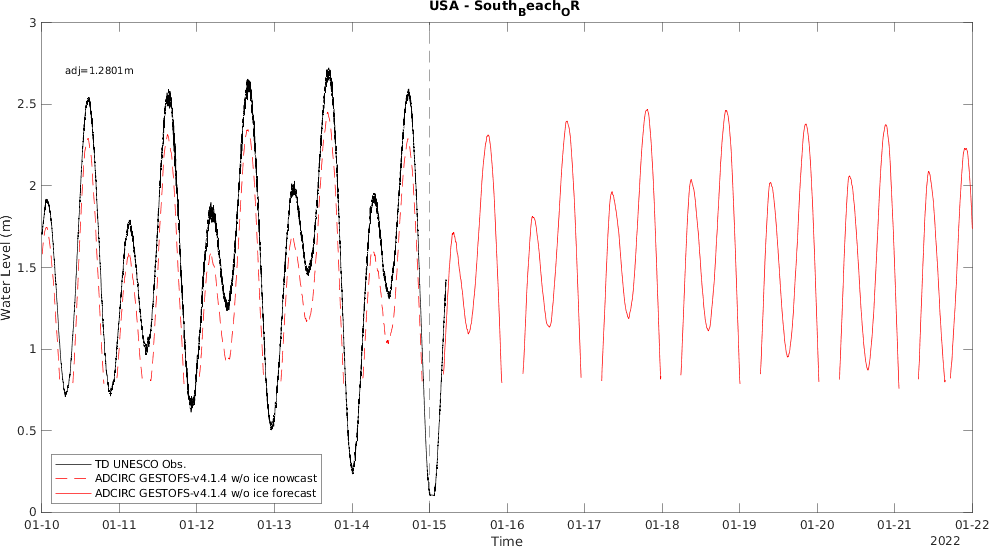 USA - South_Beach_OR
adj=1.2801m
3
2.5
2
1.5
1
0.5
0
Water Level (m)
TD UNESCO Obs.
ADCIRC GESTOFS-v4.1.4 w/o ice nowcast
ADCIRC GESTOFS-v4.1.4 w/o ice forecast
01-10 01-11 01-12 01-13 01-14 01-15 01-16 01-17 01-18 01-19 01-20 01-21 01-22
Time
2022